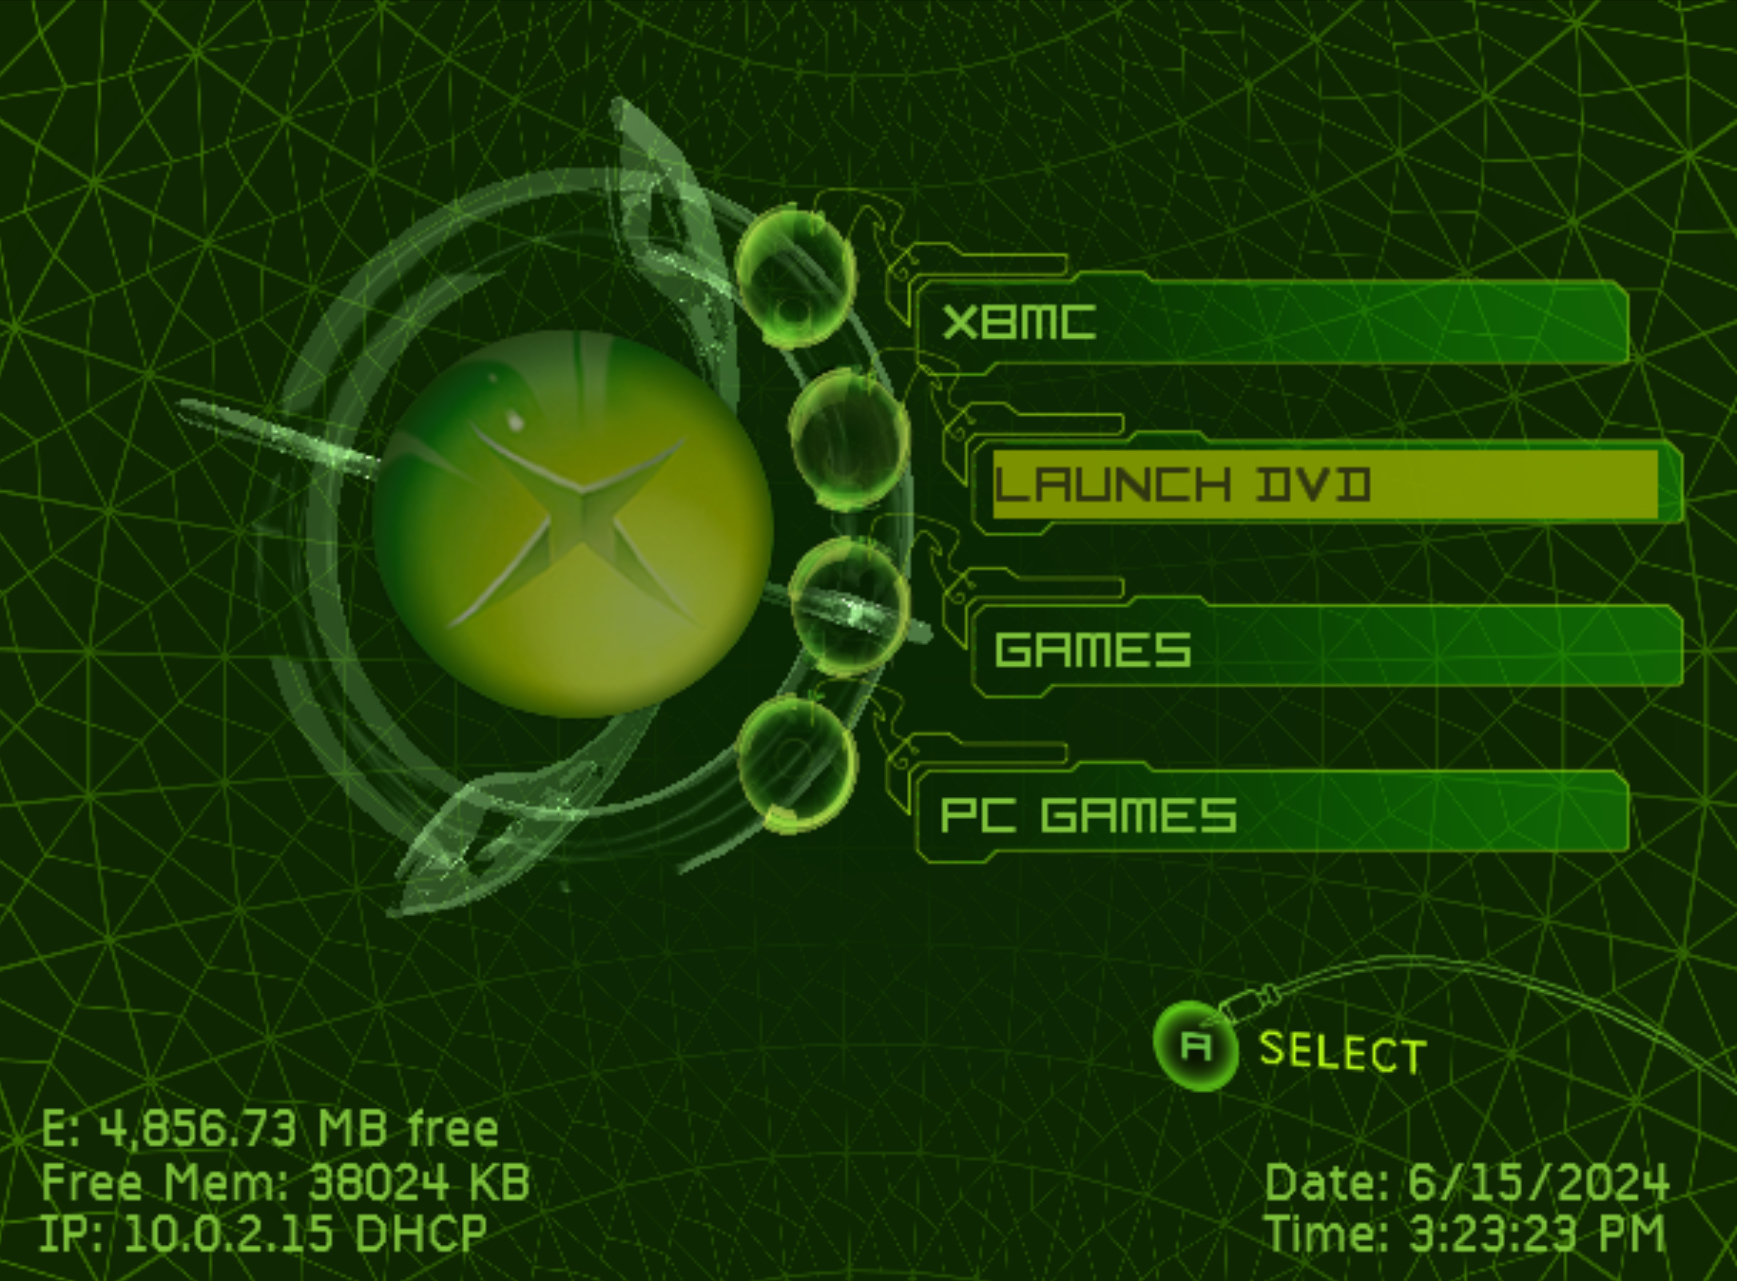 XBMC
LAUNCH DVD
GAMES
PC GAMES
A SELECT
E: 4,856.73 MB free
Free Mem: 38024 KB
IP: 10.0.2.15 DHCP
Date: 6/15/2024
Time: 3:23:23 PM